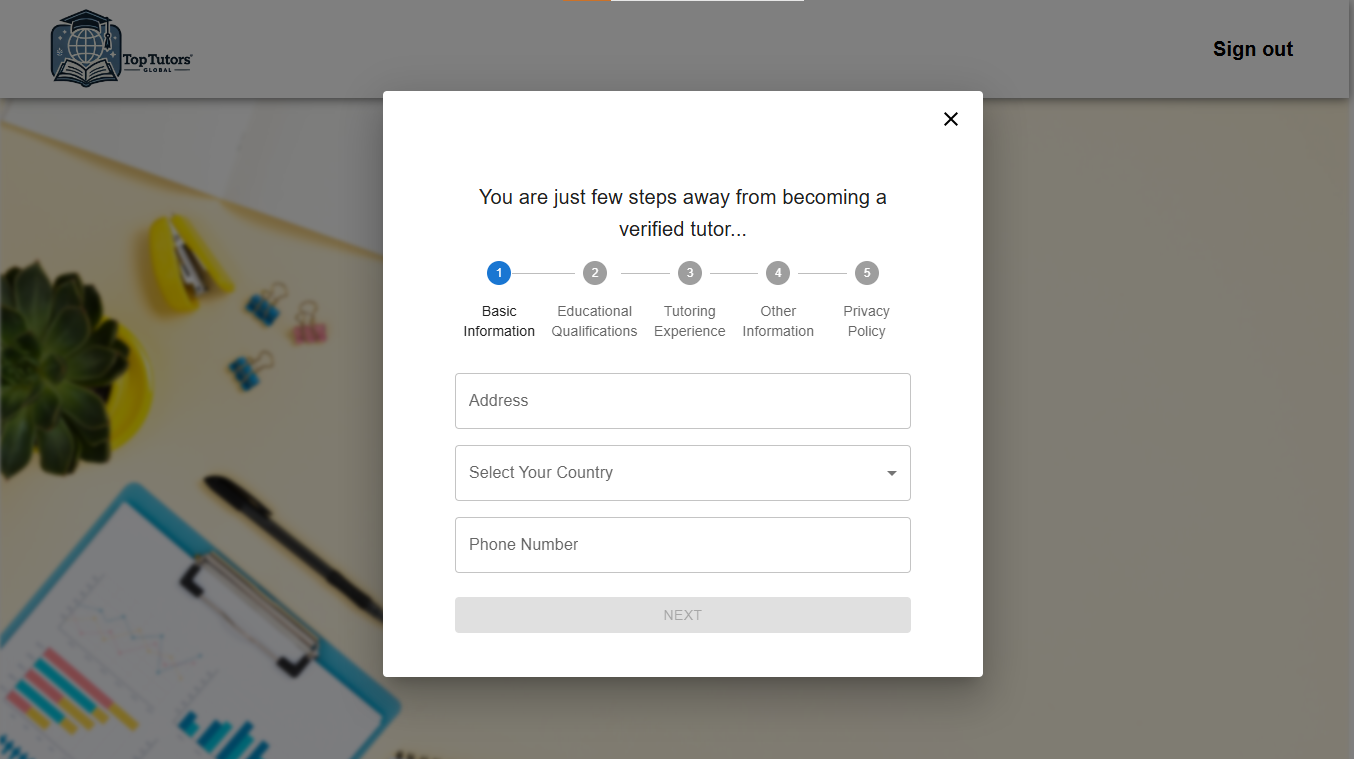 Top Tutors
GLOBAL
Sign out
You are just few steps away from becoming a
verified tutor...
1
2
3
4
5
Basic
Information
Educational
Qualifications
Tutoring
Experience
Other
Information
Privacy
Policy
Address
Select Your Country
Phone Number
NEXT